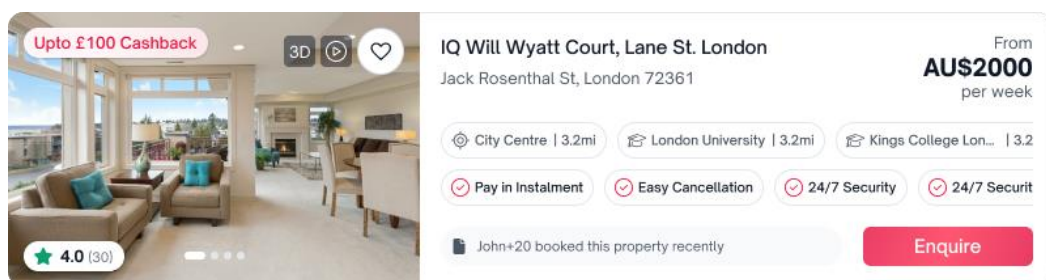 Upto £100 Cashback
3D
4.0 (30)
IQ Will Wyatt Court, Lane St. London
Jack Rosenthal St, London 72361
From
AU$2000
per week
City Centre | 3.2mi
London University | 3.2mi
Kings College Lon... | 3.2
Pay in Instalment
Easy Cancellation
24/7 Security
24/7 Securit
John+20 booked this property recently
Enquire